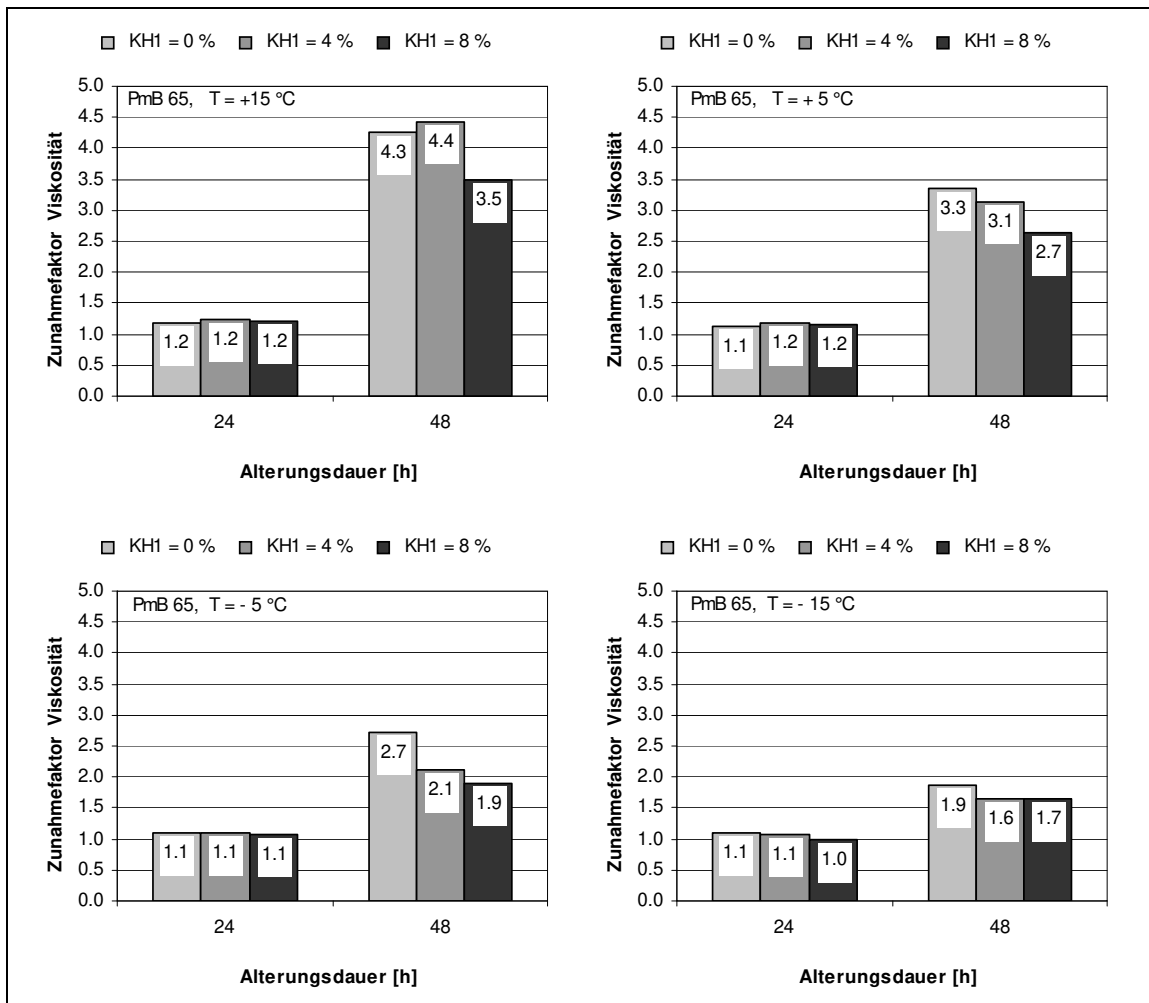 KH1 = 0 % KH1 = 4 % KH1 = 8 %
PmB 65, T = +15 °C
Zunahmefaktor Viskosität
5.0
4.5
4.0
3.5
3.0
2.5
2.0
1.5
1.0
0.5
0.0
1.2 1.2 1.2 4.3 4.4 3.5
24 48
Alterungsdauer [h]
KH1 = 0 % KH1 = 4 % KH1 = 8 %
PmB 65, T = + 5 °C
Zunahmefaktor Viskosität
5.0
4.5
4.0
3.5
3.0
2.5
2.0
1.5
1.0
0.5
0.0
1.1 1.2 1.2 3.3 3.1 2.7
24 48
Alterungsdauer [h]
KH1 = 0 % KH1 = 4 % KH1 = 8 %
PmB 65, T = - 5 °C
Zunahmefaktor Viskosität
5.0
4.5
4.0
3.5
3.0
2.5
2.0
1.5
1.0
0.5
0.0
1.1 1.1 1.1 2.7 2.1 1.9
24 48
Alterungsdauer [h]
KH1 = 0 % KH1 = 4 % KH1 = 8 %
PmB 65, T = - 15 °C
Zunahmefaktor Viskosität
5.0
4.5
4.0
3.5
3.0
2.5
2.0
1.5
1.0
0.5
0.0
1.1 1.1 1.0 1.9 1.6 1.7
24 48
Alterungsdauer [h]